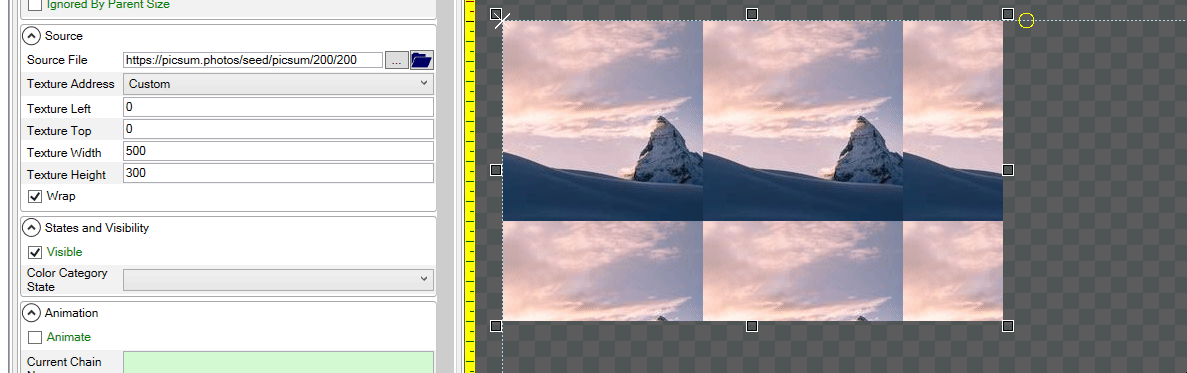 Ignored By Parent Size
Source
Source File https://picsum.photos/seed/picsum/200/200 ...
Texture Address Custom
Texture Left 0
Texture Top 0
Texture Width 500
Texture Height 300
Wrap
States and Visibility
Visible
Color Category
State
Animation
Animate
Current Chain